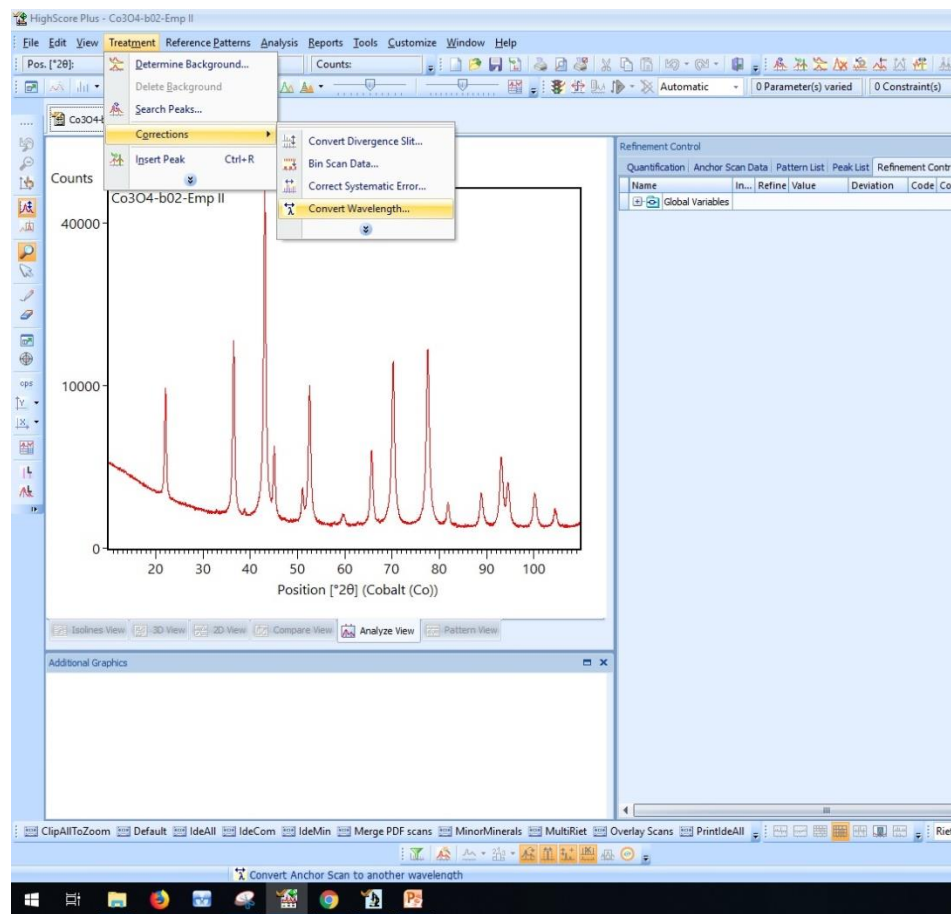 HighScore Plus - Co3O4-b02-Emp II
File Edit View Treatment Reference Patterns Analysis Reports Tools Customize Window Help
Pos. [°2θ]: Counts:
Automatic 0 Parameter(s) varied 0 Constraint(s)
Determine Background...
Delete Background
Search Peaks...
Corrections
Insert Peak Ctrl+R
Convert Divergence Slit...
Bin Scan Data...
Correct Systematic Error...
Convert Wavelength...
cps
Counts
Co3O4-b02-Emp II
40000
10000
0
20 30 40 50 60 70 80 90 100
Position [°2θ] (Cobalt (Co))
Isolines View 3D View 2D View Compare View Analyze View Pattern View
Additional Graphics
Refinement Control
Quantification Anchor Scan Data Pattern List Peak List Refinement Contr
Name In... Refine Value Deviation Code Co
Global Variables
ClipAllToZoom Default IdeAll IdeCom IdeMin Merge PDF scans MinorMinerals MultiRiet Overlay Scans PrintIdeAll Rie
Convert Anchor Scan to another wavelength